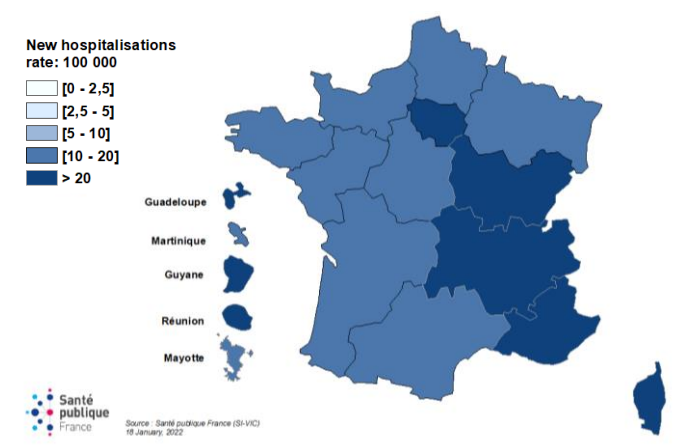 New hospitalisations
rate: 100 000
[0 - 2,5]
[2,5 - 5]
[5 - 10]
[10 - 20]
> 20
Guadeloupe
Martinique
Guyane
Réunion
Mayotte
Santé
publique
France
Source : Santé publique France (SI-VIC)
18 January, 2022